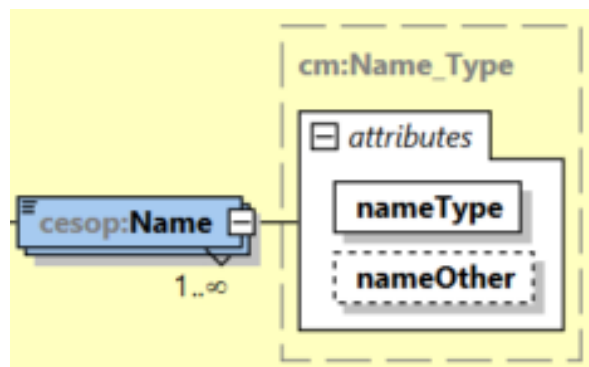 cm:Name_Type
attributes
nameType
cesop:Name
nameOther
1..∞